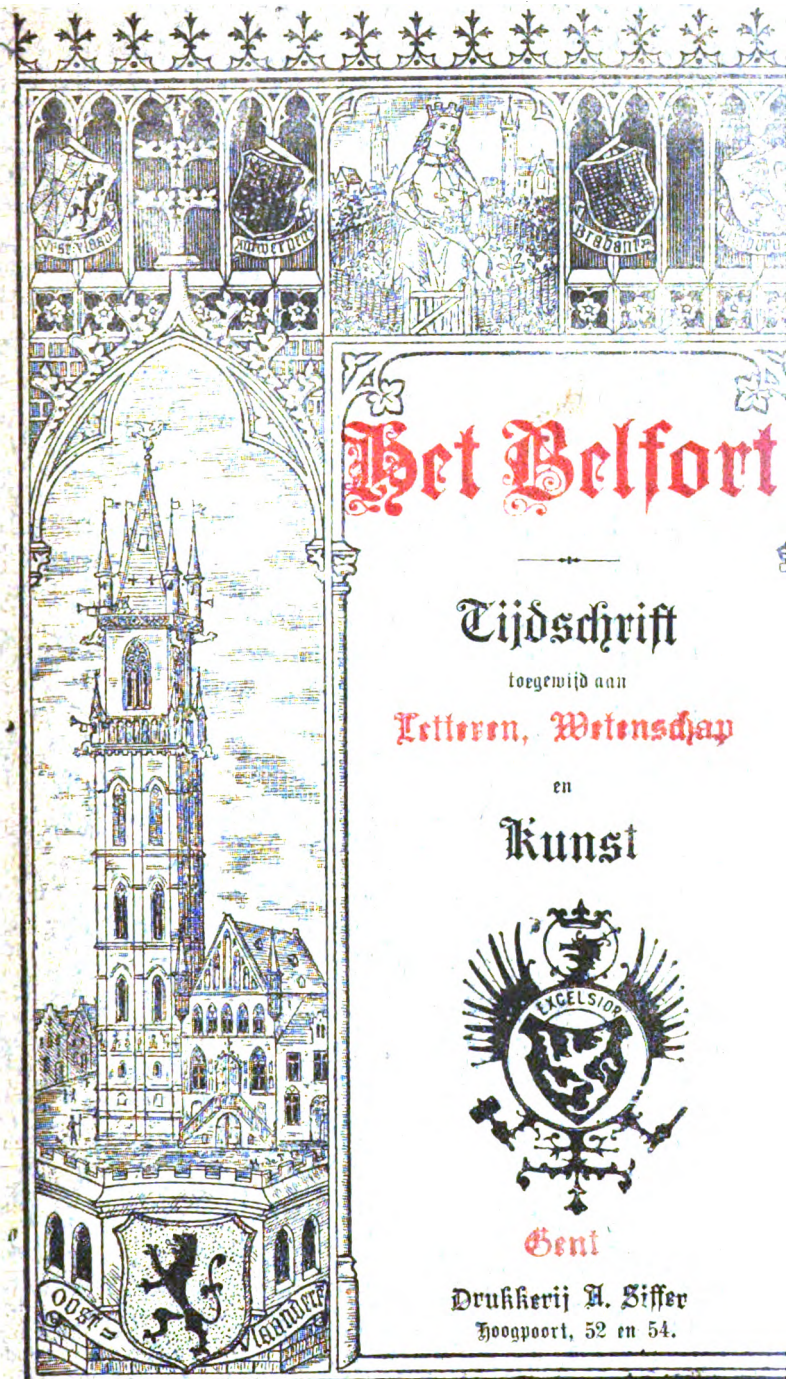 West-Vlaand
Antwerpen
Brabant
Het Belfort
Tijdschrift
toegewijd aan
Letteren, Wetenschap
en
Kunst
EXCELSIOR
Gent
Drukkerij A. Siffer
Hoogpoort, 52 en 54.
OOST=
Vlaanderen